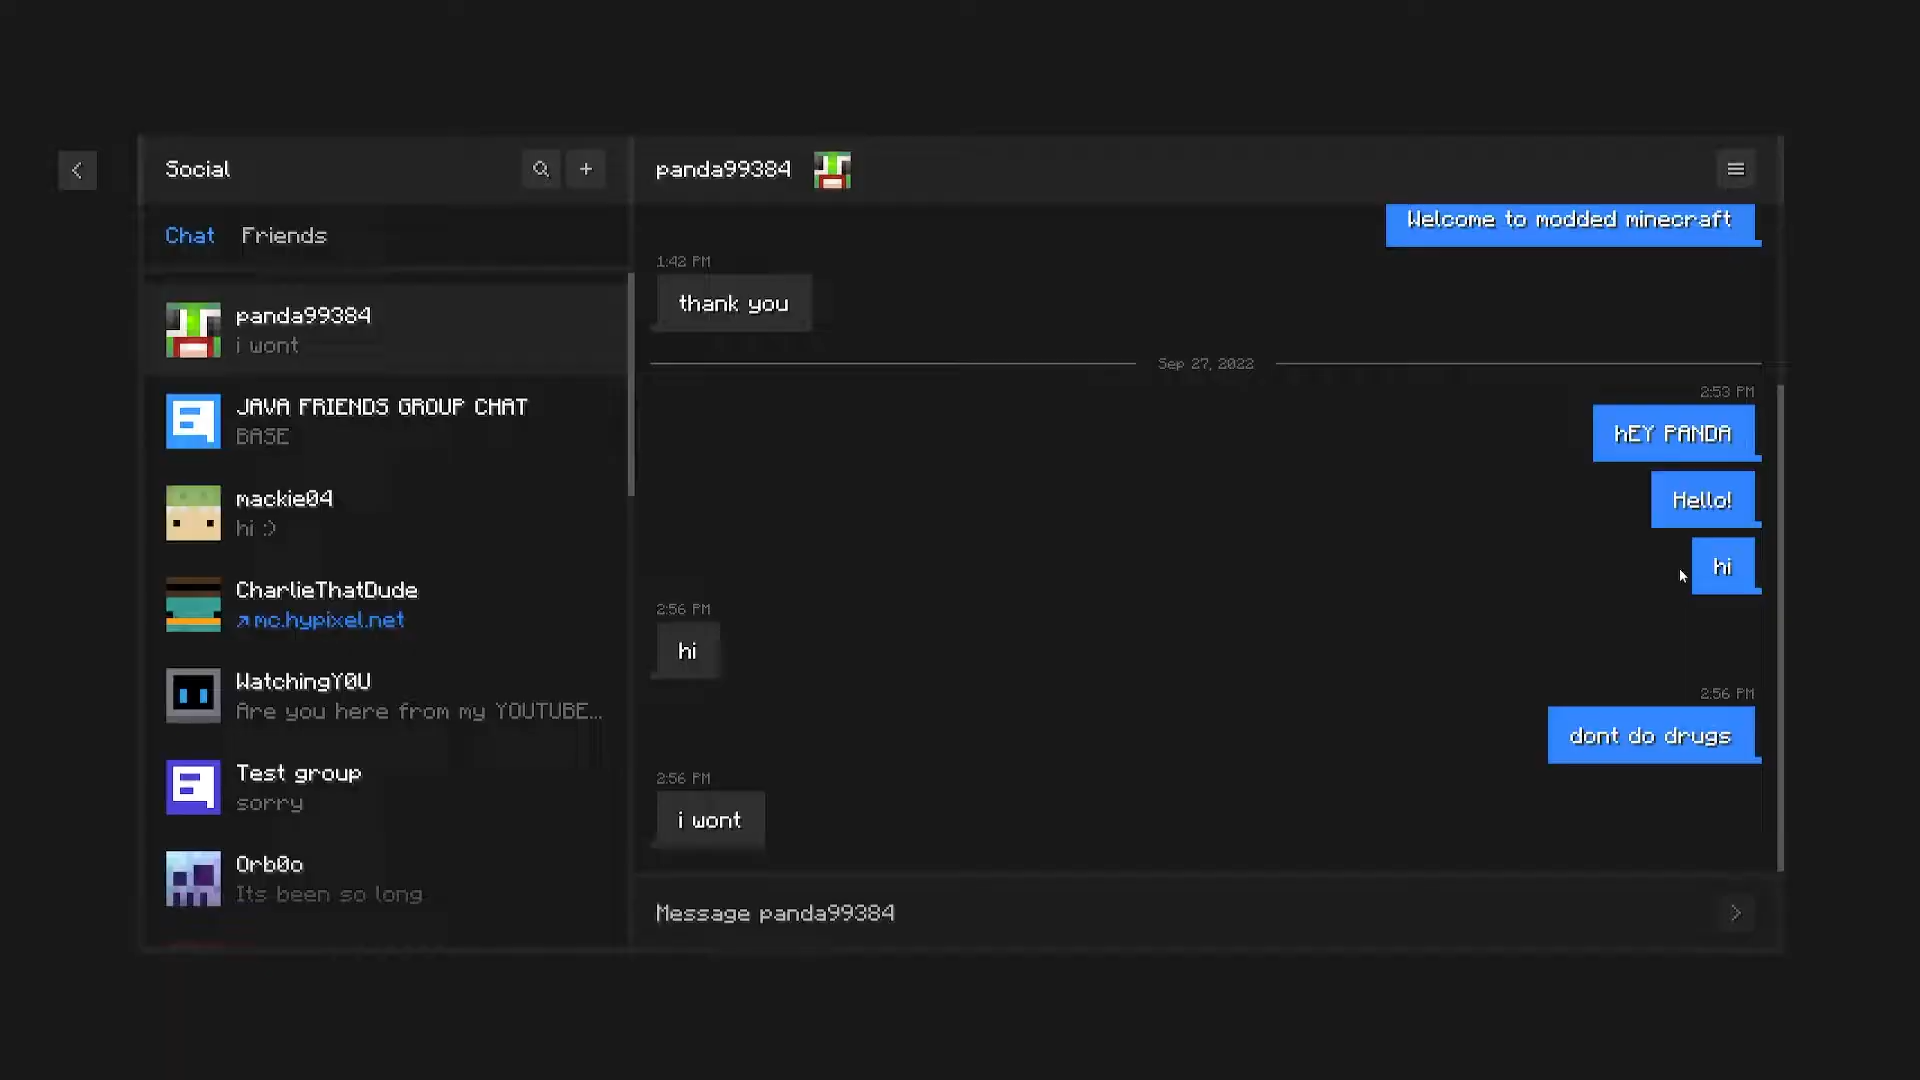 Social
Chat Friends
panda99384
i wont
JAVA FRIENDS GROUP CHAT
BASE
mackie04
hi :)
CharlieThatDude
mc.hypixel.net
WatchingY0U
Are you here from my YOUTUBE...
Test group
sorry
Orb0o
Its been so long
panda99384
Welcome to modded minecraft
1:42 PM
thank you
Sep 27, 2022
2:53 PM
hEY PANDA
Hello!
hi
2:56 PM
hi
2:56 PM
dont do drugs
2:56 PM
i wont
Message panda99384